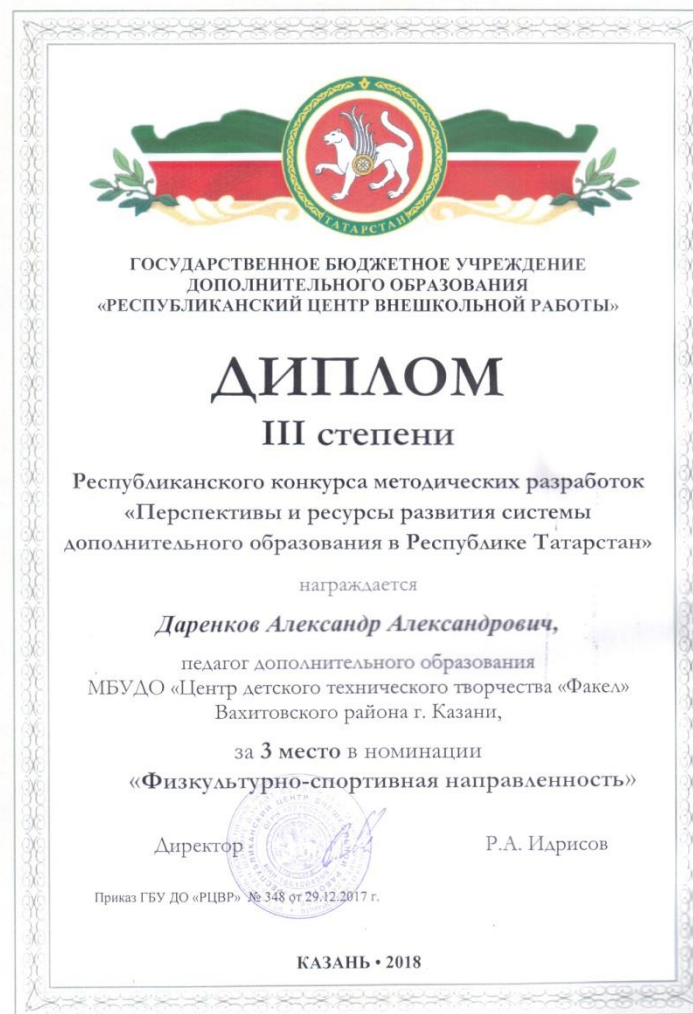 ТАТАРСТАН
ГОСУДАРСТВЕННОЕ БЮДЖЕТНОЕ УЧРЕЖДЕНИЕ
ДОПОЛНИТЕЛЬНОГО ОБРАЗОВАНИЯ
«РЕСПУБЛИКАНСКИЙ ЦЕНТР ВНЕШКОЛЬНОЙ РАБОТЫ»
ДИПЛОМ
III степени
Республиканского конкурса методических разработок
«Перспективы и ресурсы развития системы
дополнительного образования в Республике Татарстан»
награждается
Даренков Александр Александрович,
педагог дополнительного образования
МБУДО «Центр детского технического творчества «Факел»
Вахитовского района г. Казани,
за 3 место в номинации
«Физкультурно-спортивная направленность»
Директор
Р.А. Идрисов
Приказ ГБУ ДО «РЦВР» № 348 от 29.12.2017 г.
КАЗАНЬ • 2018